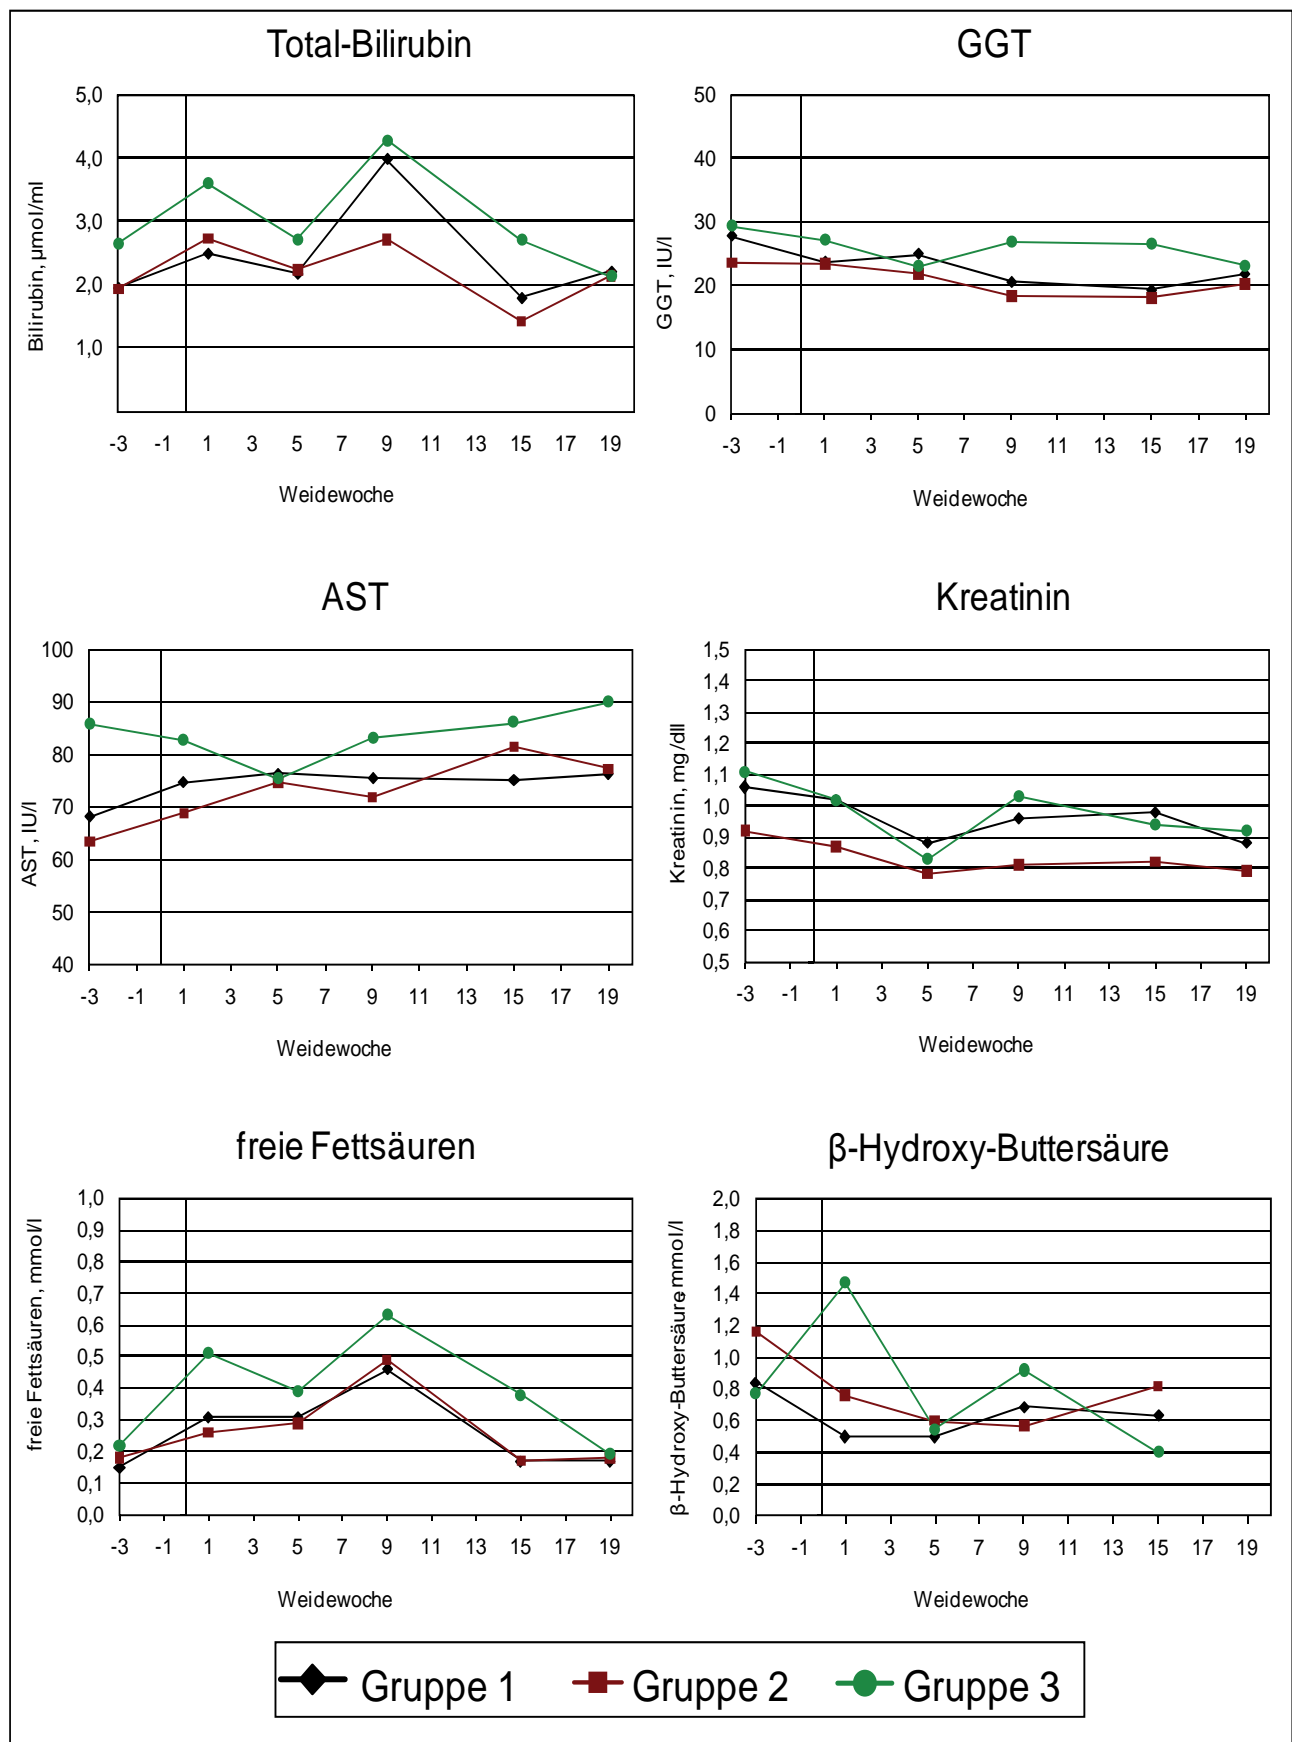 Total-Bilirubin
Bilirubin, µmol/ml
5,0
4,0
3,0
2,0
1,0
-3 -1 1 3 5 7 9 11 13 15 17 19
Weidewoche
GGT
GGT, IU/l
50
40
30
20
10
0
-3 -1 1 3 5 7 9 11 13 15 17 19
Weidewoche
AST
AST, IU/l
100
90
80
70
60
50
40
-3 -1 1 3 5 7 9 11 13 15 17 19
Weidewoche
Kreatinin
Kreatinin, mg/dll
1,5
1,4
1,3
1,2
1,1
1,0
0,9
0,8
0,7
0,6
0,5
-3 -1 1 3 5 7 9 11 13 15 17 19
Weidewoche
freie Fettsäuren
freie Fettsäuren, mmol/l
1,0
0,9
0,8
0,7
0,6
0,5
0,4
0,3
0,2
0,1
0,0
-3 -1 1 3 5 7 9 11 13 15 17 19
Weidewoche
β-Hydroxy-Buttersäure
β-Hydroxy-Buttersäure, mmol/l
2,0
1,8
1,6
1,4
1,2
1,0
0,8
0,6
0,4
0,2
0,0
-3 -1 1 3 5 7 9 11 13 15 17 19
Weidewoche
Gruppe 1 Gruppe 2 Gruppe 3